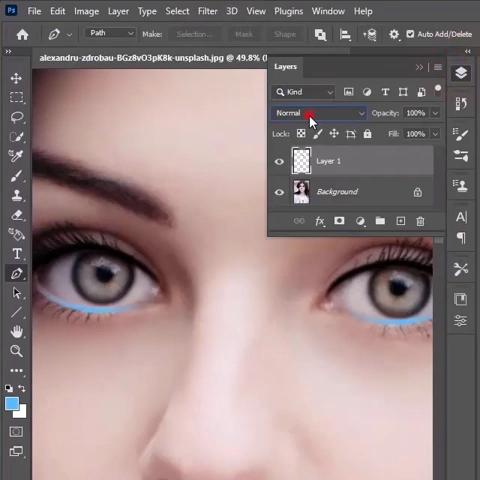 Ps File Edit Image Layer Type Select Filter 3D View Plugins Window Help
Path Make: Selection... Mask Shape Auto Add/Delete
alexandru-zdrobau-BGz8vO3pK8k-unsplash.jpg @ 49.8% (
Layers
Kind
Normal Opacity: 100%
Lock: Fill: 100%
Layer 1
Background
fx